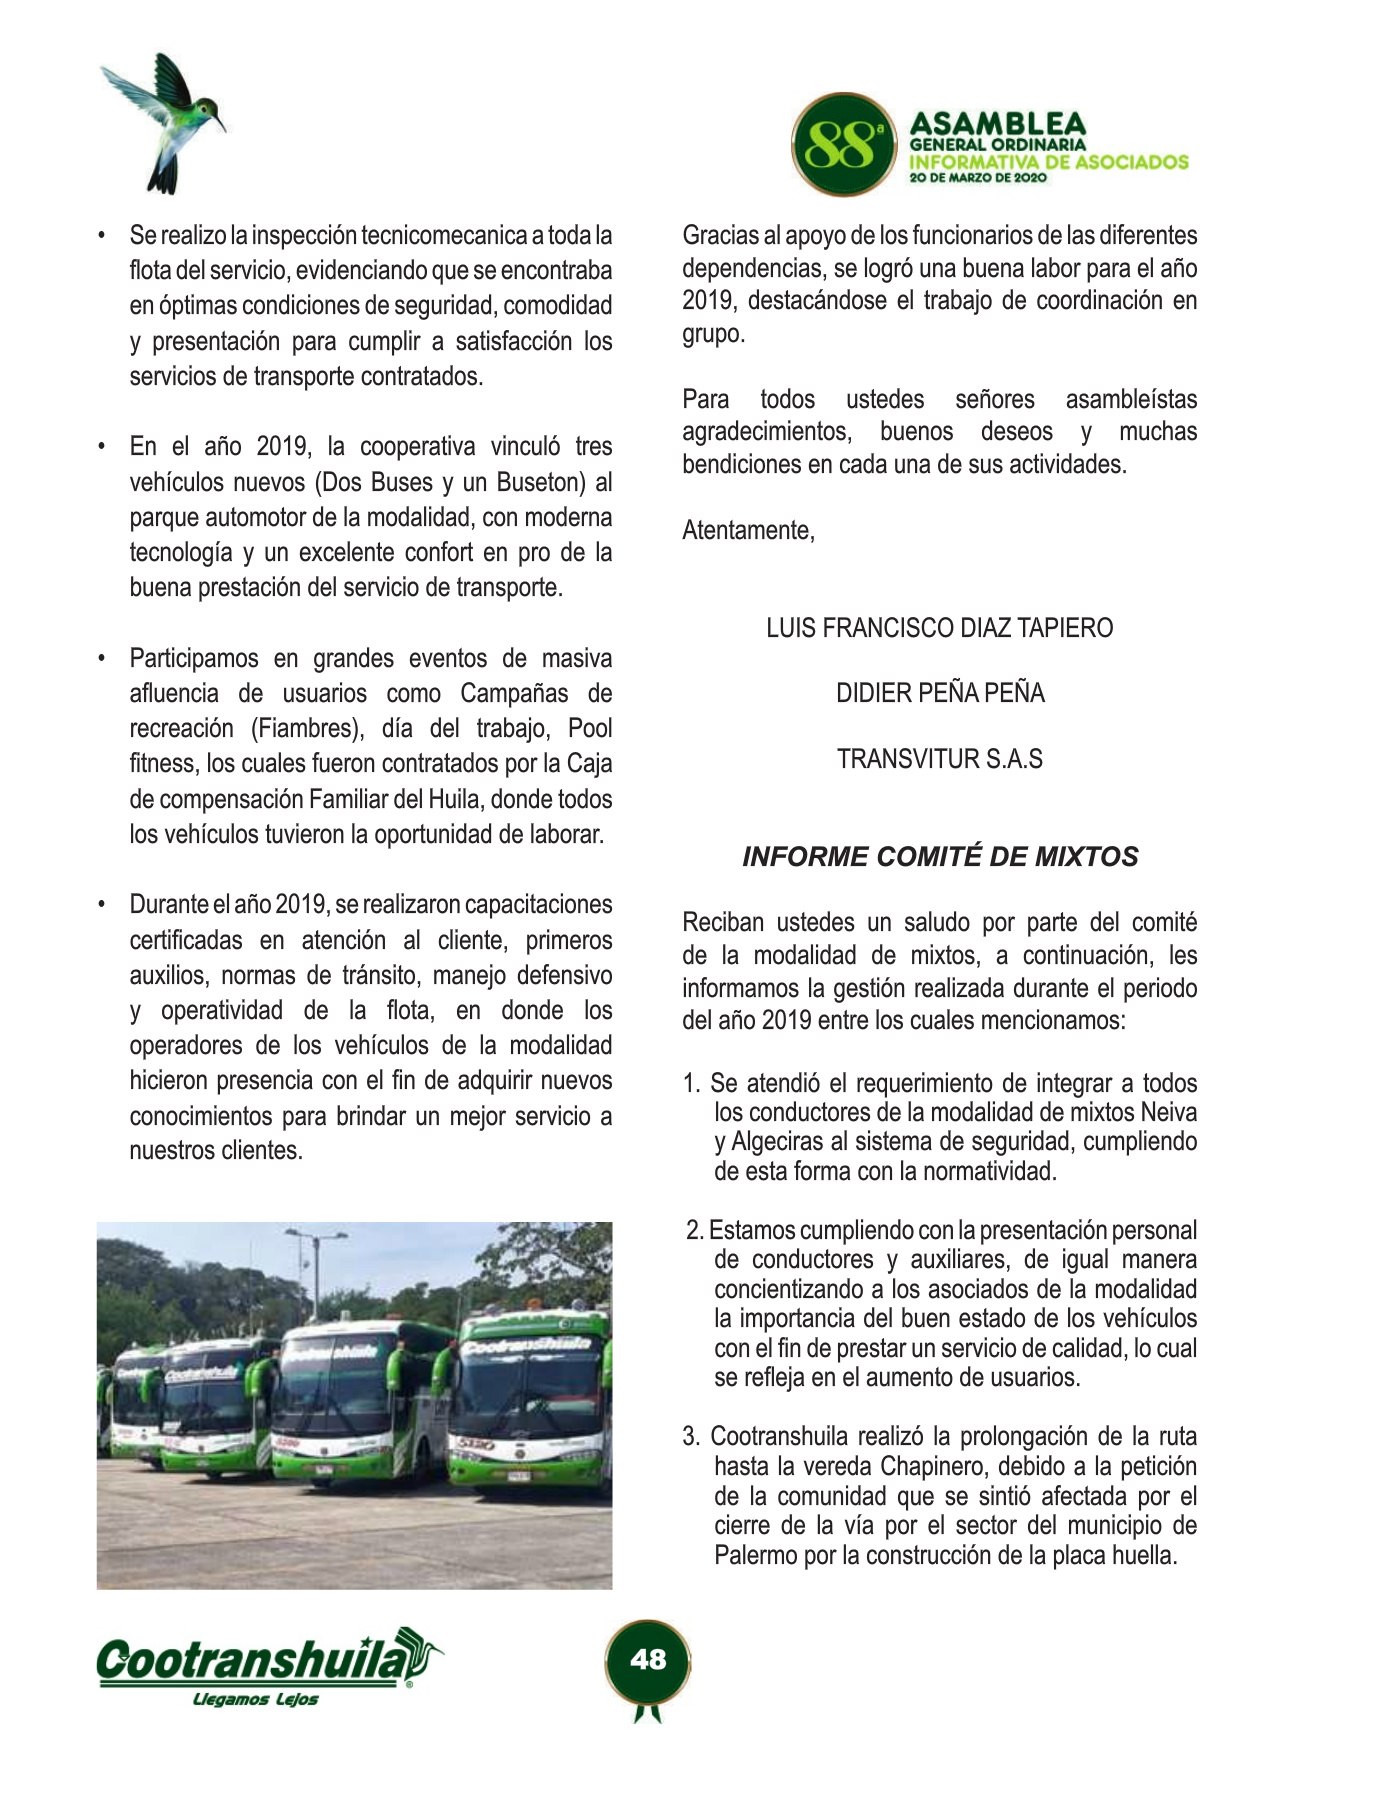 88ª
ASAMBLEA
GENERAL ORDINARIA
INFORMATIVA DE ASOCIADOS
20 DE MARZO DE 2020
• Se realizo la inspección tecnicomecanica a toda la
flota del servicio, evidenciando que se encontraba
en óptimas condiciones de seguridad, comodidad
y presentación para cumplir a satisfacción los
servicios de transporte contratados.
• En el año 2019, la cooperativa vinculó tres
vehículos nuevos (Dos Buses y un Buseton) al
parque automotor de la modalidad, con moderna
tecnología y un excelente confort en pro de la
buena prestación del servicio de transporte.
• Participamos en grandes eventos de masiva
afluencia de usuarios como Campañas de
recreación (Fiambres), día del trabajo, Pool
fitness, los cuales fueron contratados por la Caja
de compensación Familiar del Huila, donde todos
los vehículos tuvieron la oportunidad de laborar.
• Durante el año 2019, se realizaron capacitaciones
certificadas en atención al cliente, primeros
auxilios, normas de tránsito, manejo defensivo
y operatividad de la flota, en donde los
operadores de los vehículos de la modalidad
hicieron presencia con el fin de adquirir nuevos
conocimientos para brindar un mejor servicio a
nuestros clientes.
Cootranshuila
Cootranshuila
Cootranshuila
5120
Gracias al apoyo de los funcionarios de las diferentes
dependencias, se logró una buena labor para el año
2019, destacándose el trabajo de coordinación en
grupo.
Para todos ustedes señores asambleístas
agradecimientos, buenos deseos y muchas
bendiciones en cada una de sus actividades.
Atentamente,
LUIS FRANCISCO DIAZ TAPIERO
DIDIER PEÑA PEÑA
TRANSVITUR S.A.S
INFORME COMITÉ DE MIXTOS
Reciban ustedes un saludo por parte del comité
de la modalidad de mixtos, a continuación, les
informamos la gestión realizada durante el periodo
del año 2019 entre los cuales mencionamos:
1. Se atendió el requerimiento de integrar a todos
los conductores de la modalidad de mixtos Neiva
y Algeciras al sistema de seguridad, cumpliendo
de esta forma con la normatividad.
2. Estamos cumpliendo con la presentación personal
de conductores y auxiliares, de igual manera
concientizando a los asociados de la modalidad
la importancia del buen estado de los vehículos
con el fin de prestar un servicio de calidad, lo cual
se refleja en el aumento de usuarios.
3. Cootranshuila realizó la prolongación de la ruta
hasta la vereda Chapinero, debido a la petición
de la comunidad que se sintió afectada por el
cierre de la vía por el sector del municipio de
Palermo por la construcción de la placa huella.
Cootranshuila®
Llegamos Lejos
48